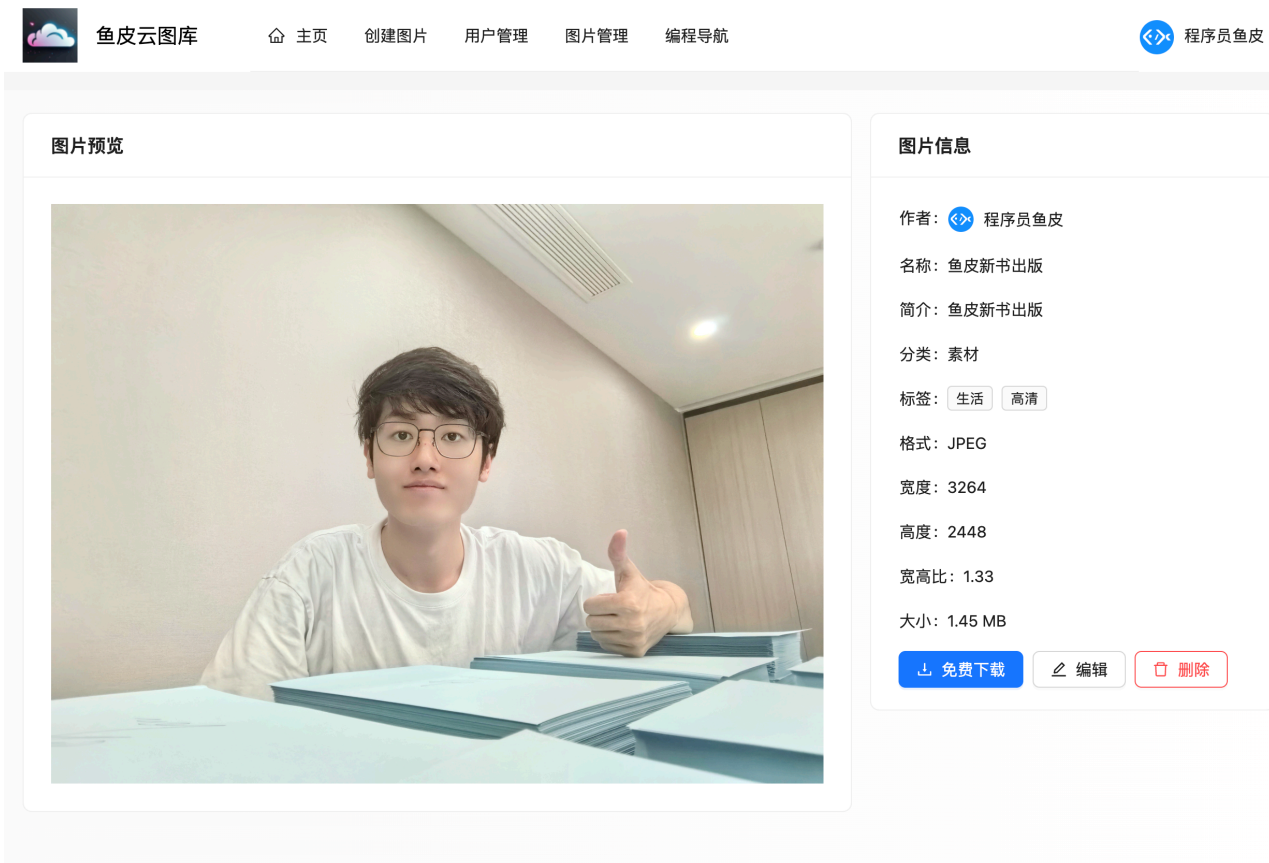 鱼皮云图库
主页 创建图片 用户管理 图片管理 编程导航
程序员鱼皮
图片预览
图片信息
作者： 程序员鱼皮
名称：鱼皮新书出版
简介：鱼皮新书出版
分类：素材
标签： 生活 高清
格式：JPEG
宽度：3264
高度：2448
宽高比：1.33
大小：1.45 MB
免费下载 编辑 删除